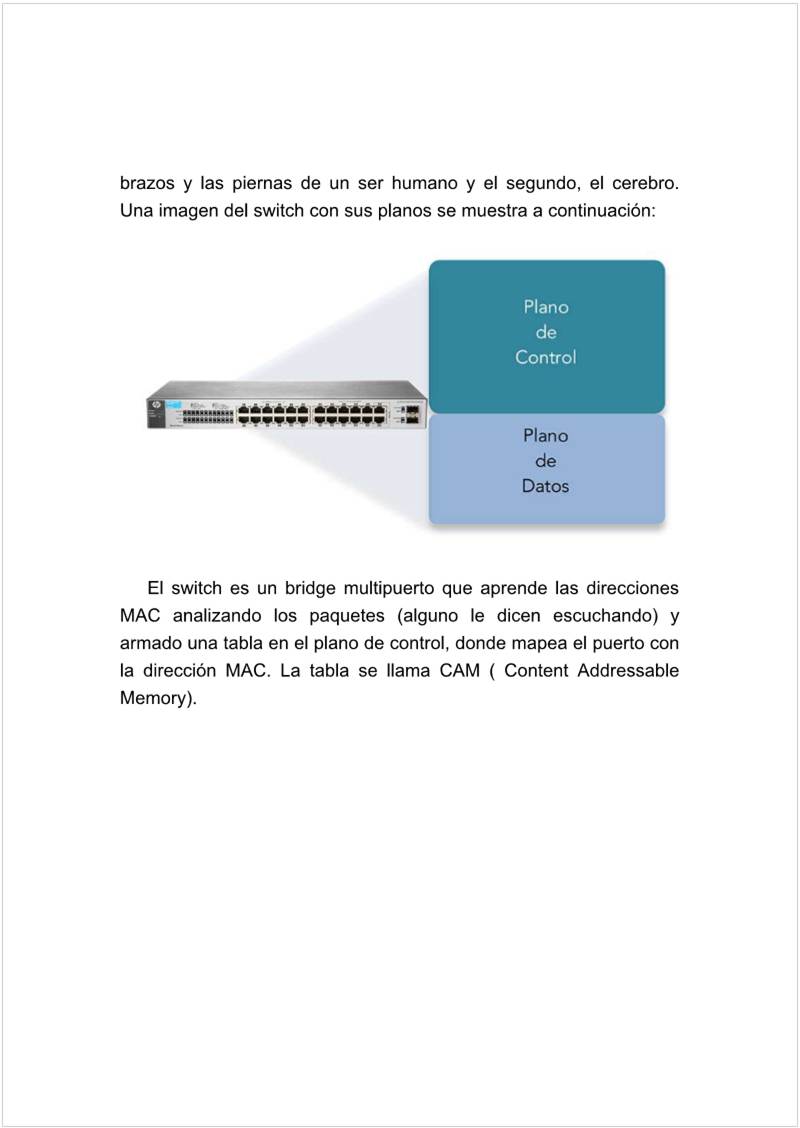 brazos y las piernas de un ser humano y el segundo, el cerebro.
Una imagen del switch con sus planos se muestra a continuación:
Plano
de
Control
hp
Plano
de
Datos
El switch es un bridge multipuerto que aprende las direcciones
MAC analizando los paquetes (alguno le dicen escuchando) y
armado una tabla en el plano de control, donde mapea el puerto con
la dirección MAC. La tabla se llama CAM ( Content Addressable
Memory).